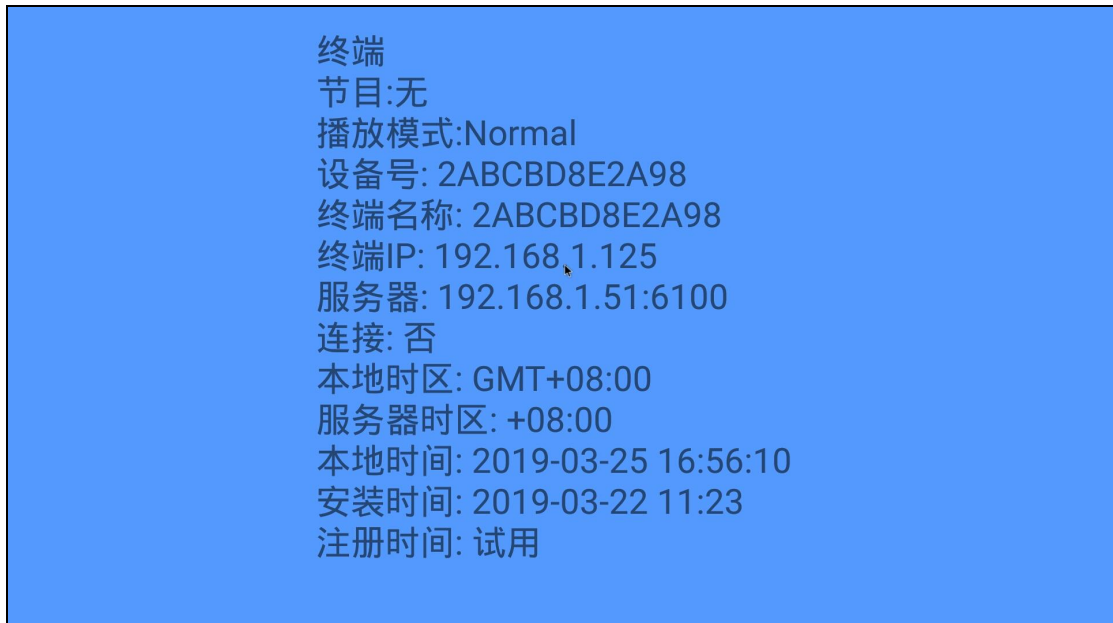 终端
节目:无
播放模式:Normal
设备号: 2ABCBD8E2A98
终端名称: 2ABCBD8E2A98
终端IP: 192.168.1.125
服务器: 192.168.1.51:6100
连接: 否
本地时区: GMT+08:00
服务器时区: +08:00
本地时间: 2019-03-25 16:56:10
安装时间: 2019-03-22 11:23
注册时间: 试用